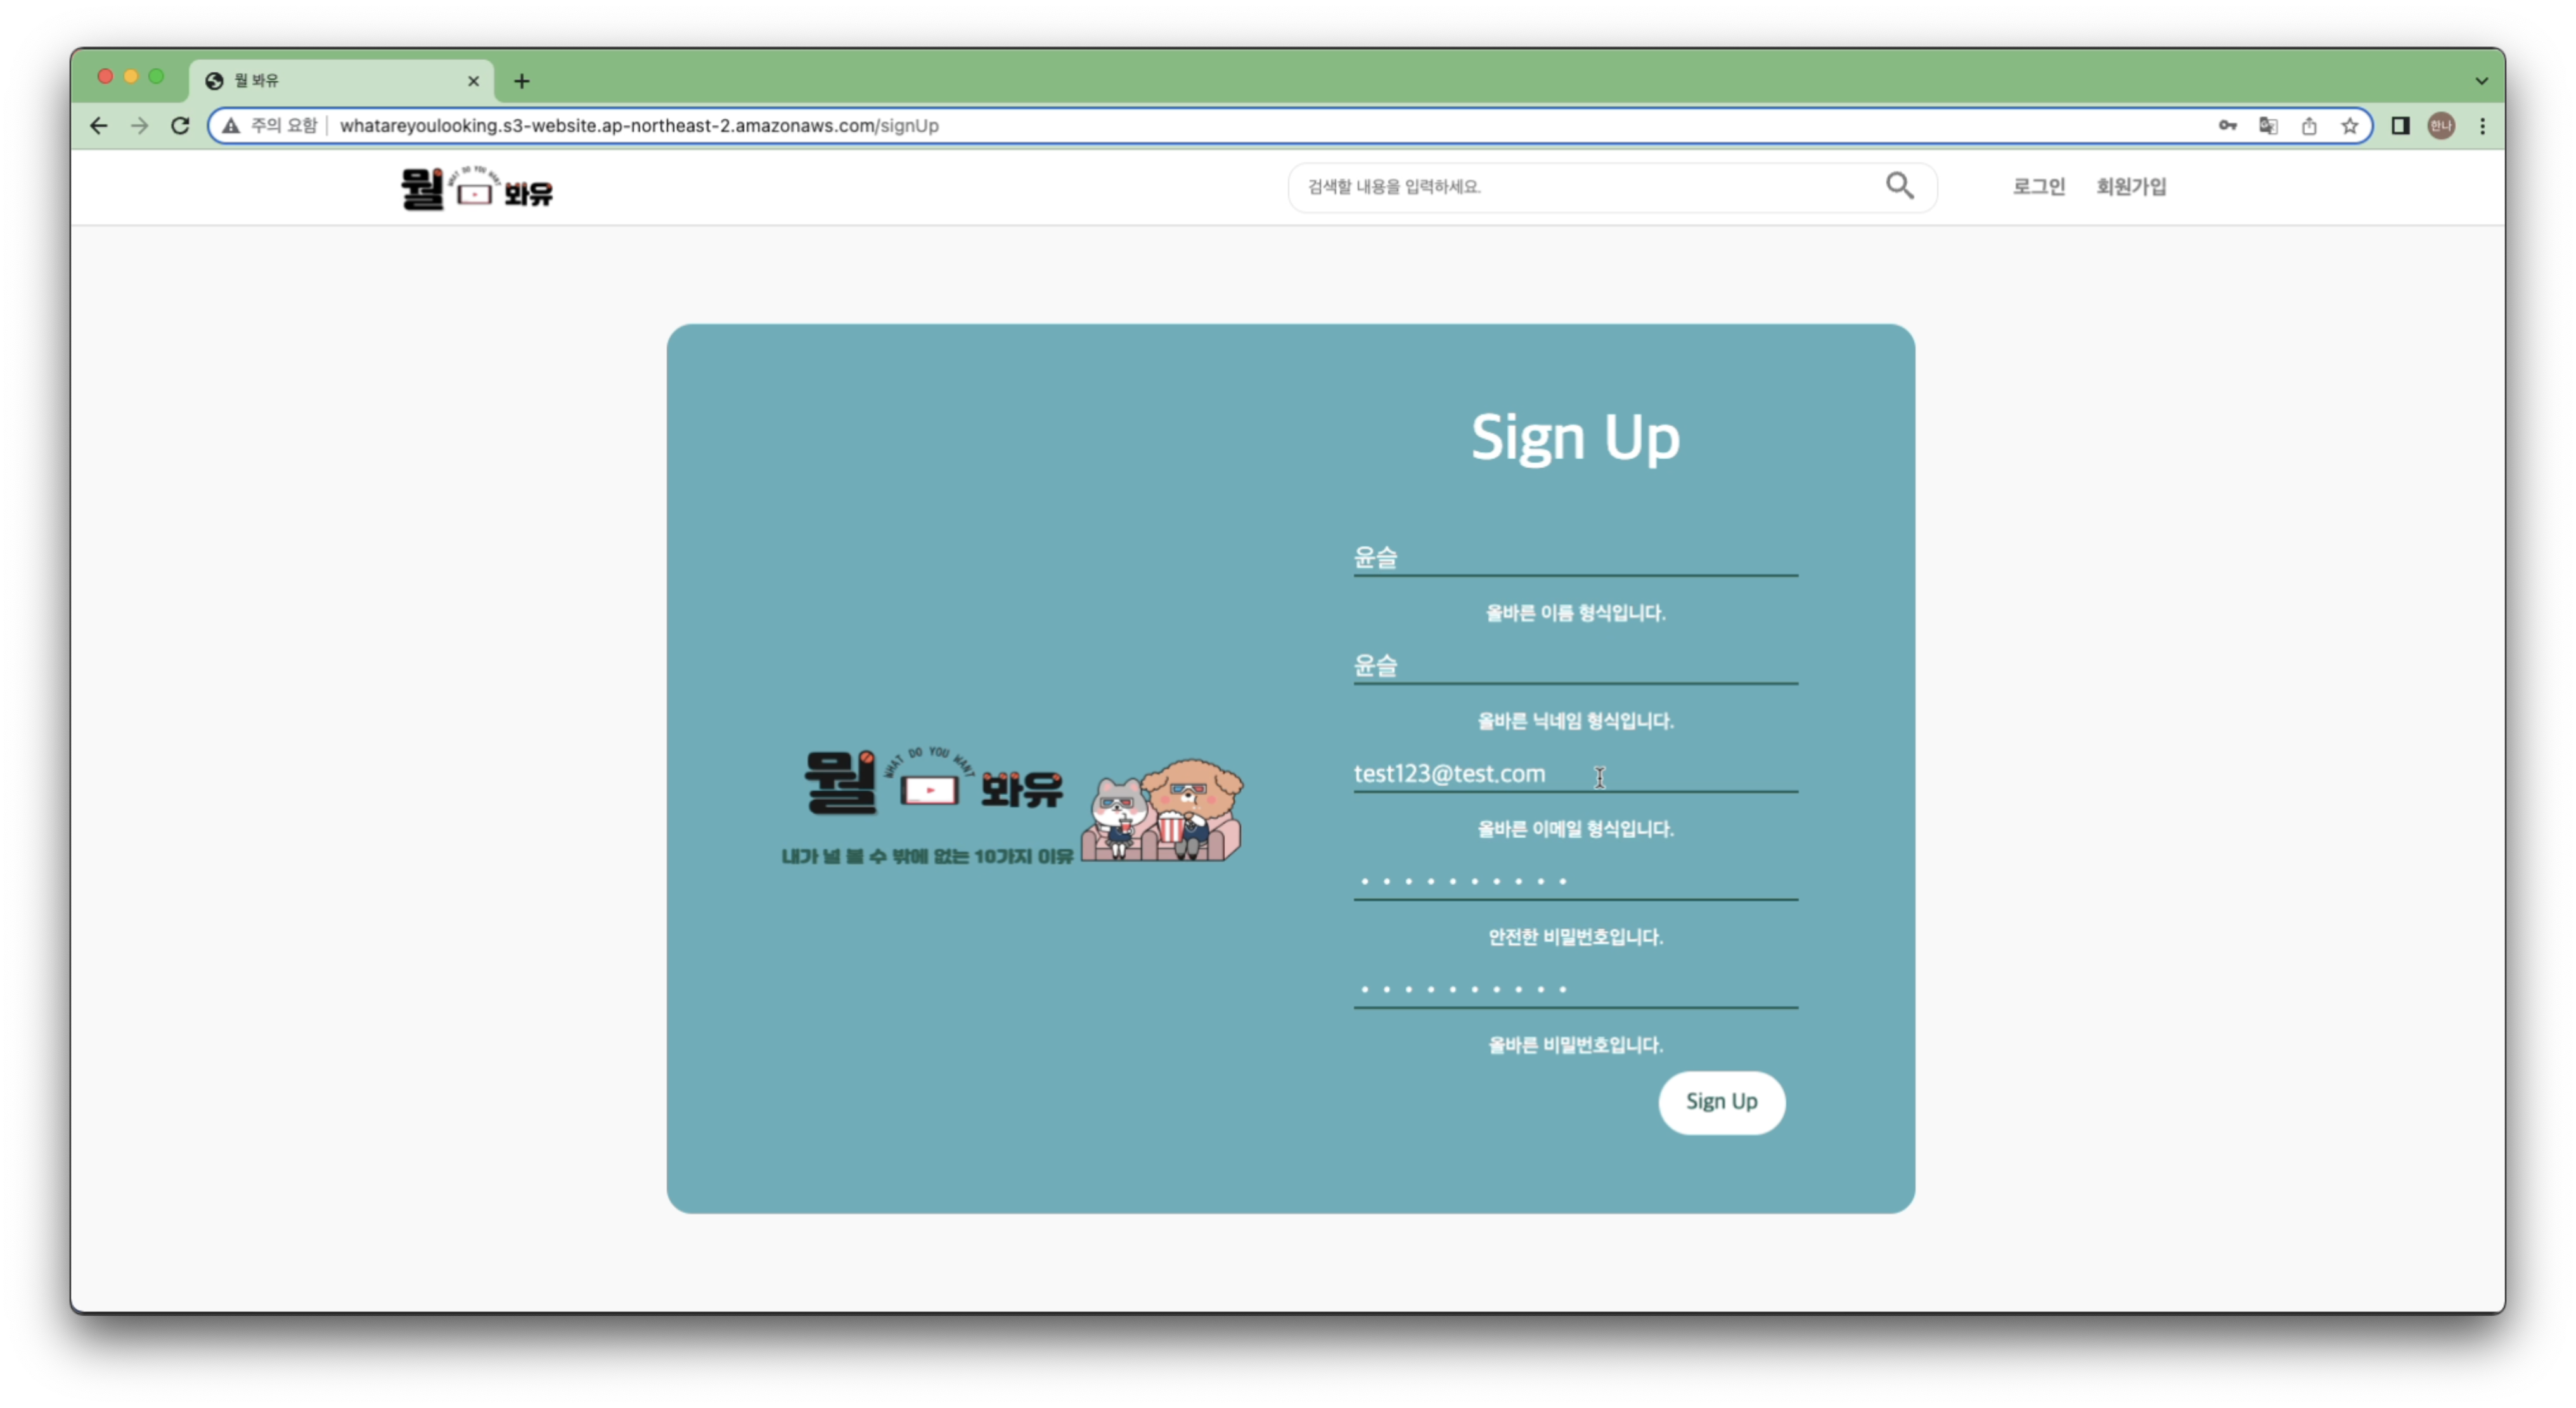 뭘 봐유
주의 요함 whatareyoulooking.s3-website.ap-northeast-2.amazonaws.com/signUp
한나
뭘 WHAT DO YOU WANT 봐유
검색할 내용을 입력하세요.
로그인 회원가입
Sign Up
윤슬
올바른 이름 형식입니다.
윤슬
올바른 닉네임 형식입니다.
뭘 WHAT DO YOU WANT 봐유
내가 널 볼 수 밖에 없는 10가지 이유
test123@test.com
올바른 이메일 형식입니다.
안전한 비밀번호입니다.
올바른 비밀번호입니다.
Sign Up